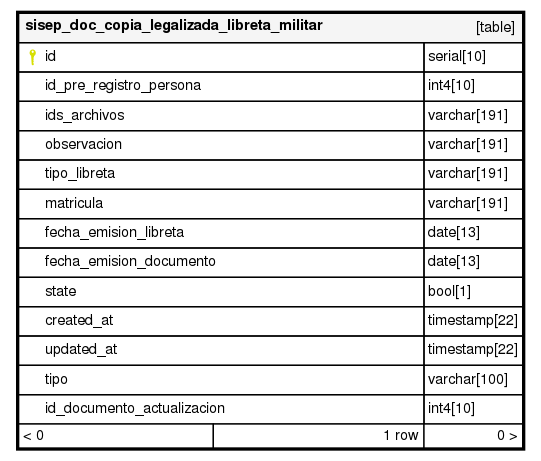 sisep_doc_copia_legalizada_libreta_militar [table]
id serial[10]
id_pre_registro_persona int4[10]
ids_archivos varchar[191]
observacion varchar[191]
tipo_libreta varchar[191]
matricula varchar[191]
fecha_emision_libreta date[13]
fecha_emision_documento date[13]
state bool[1]
created_at timestamp[22]
updated_at timestamp[22]
tipo varchar[100]
id_documento_actualizacion int4[10]
< 0 1 row 0 >